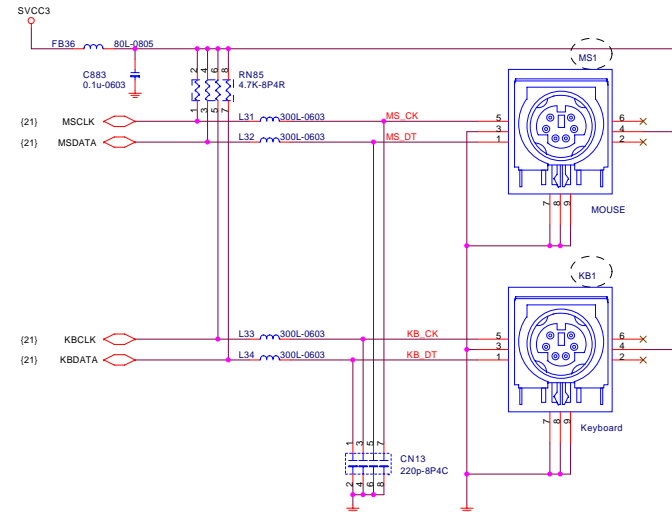 SVCC3
FB36 80L-0805
MS1
C883
0.1u-0603
2 4 6 8
RN85
4.7K-8P4R
1 3 5 7
{21} MSCLK L31 300L-0603 MS_CK 5 6
3 4
{21} MSDATA L32 300L-0603 MS_DT 1 2
7 8 9
MOUSE
KB1
{21} KBCLK L33 300L-0603 KB_CK 5 6
3 4
{21} KBDATA L34 300L-0603 KB_DT 1 2
7 8 9
Keyboard
1 3 5 7
CN13
220p-8P4C
2 4 6 8